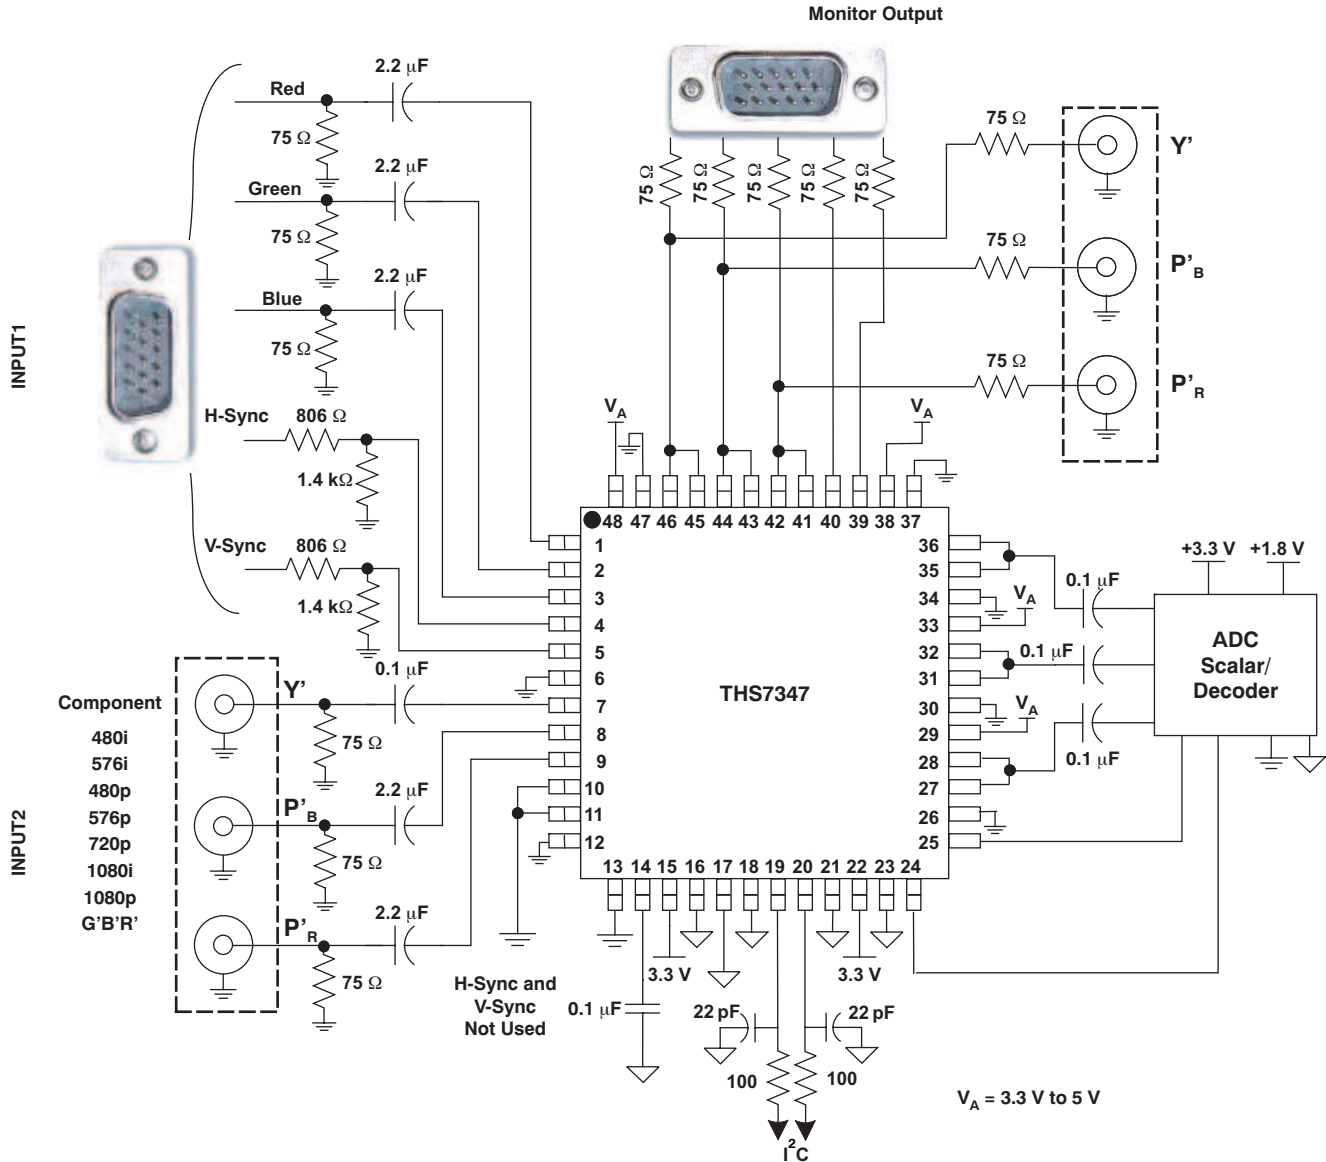 Monitor Output
Red
2.2 μF
75 Ω
Green
2.2 μF
75 Ω
Blue
2.2 μF
75 Ω
INPUT1
H-Sync
806 Ω
1.4 kΩ
V-Sync
806 Ω
1.4 kΩ
75 Ω
75 Ω
75 Ω
75 Ω
75 Ω
75 Ω
Y'
75 Ω
P'B
75 Ω
P'R
VA
VA
48 47 46 45 44 43 42 41 40 39 38 37
1
2
3
4
5
6
7
8
9
10
11
12
THS7347
36
35
34
33
32
31
30
29
28
27
26
25
13 14 15 16 17 18 19 20 21 22 23 24
VA
VA
0.1 μF
0.1 μF
0.1 μF
+3.3 V +1.8 V
ADC
Scalar/
Decoder
INPUT2
Component
480i
576i
480p
576p
720p
1080i
1080p
G'B'R'
Y'
0.1 μF
75 Ω
P'B
2.2 μF
75 Ω
P'R
2.2 μF
75 Ω
H-Sync and
V-Sync
Not Used
0.1 μF
3.3 V
3.3 V
22 pF
22 pF
100
100
I2C
VA = 3.3 V to 5 V